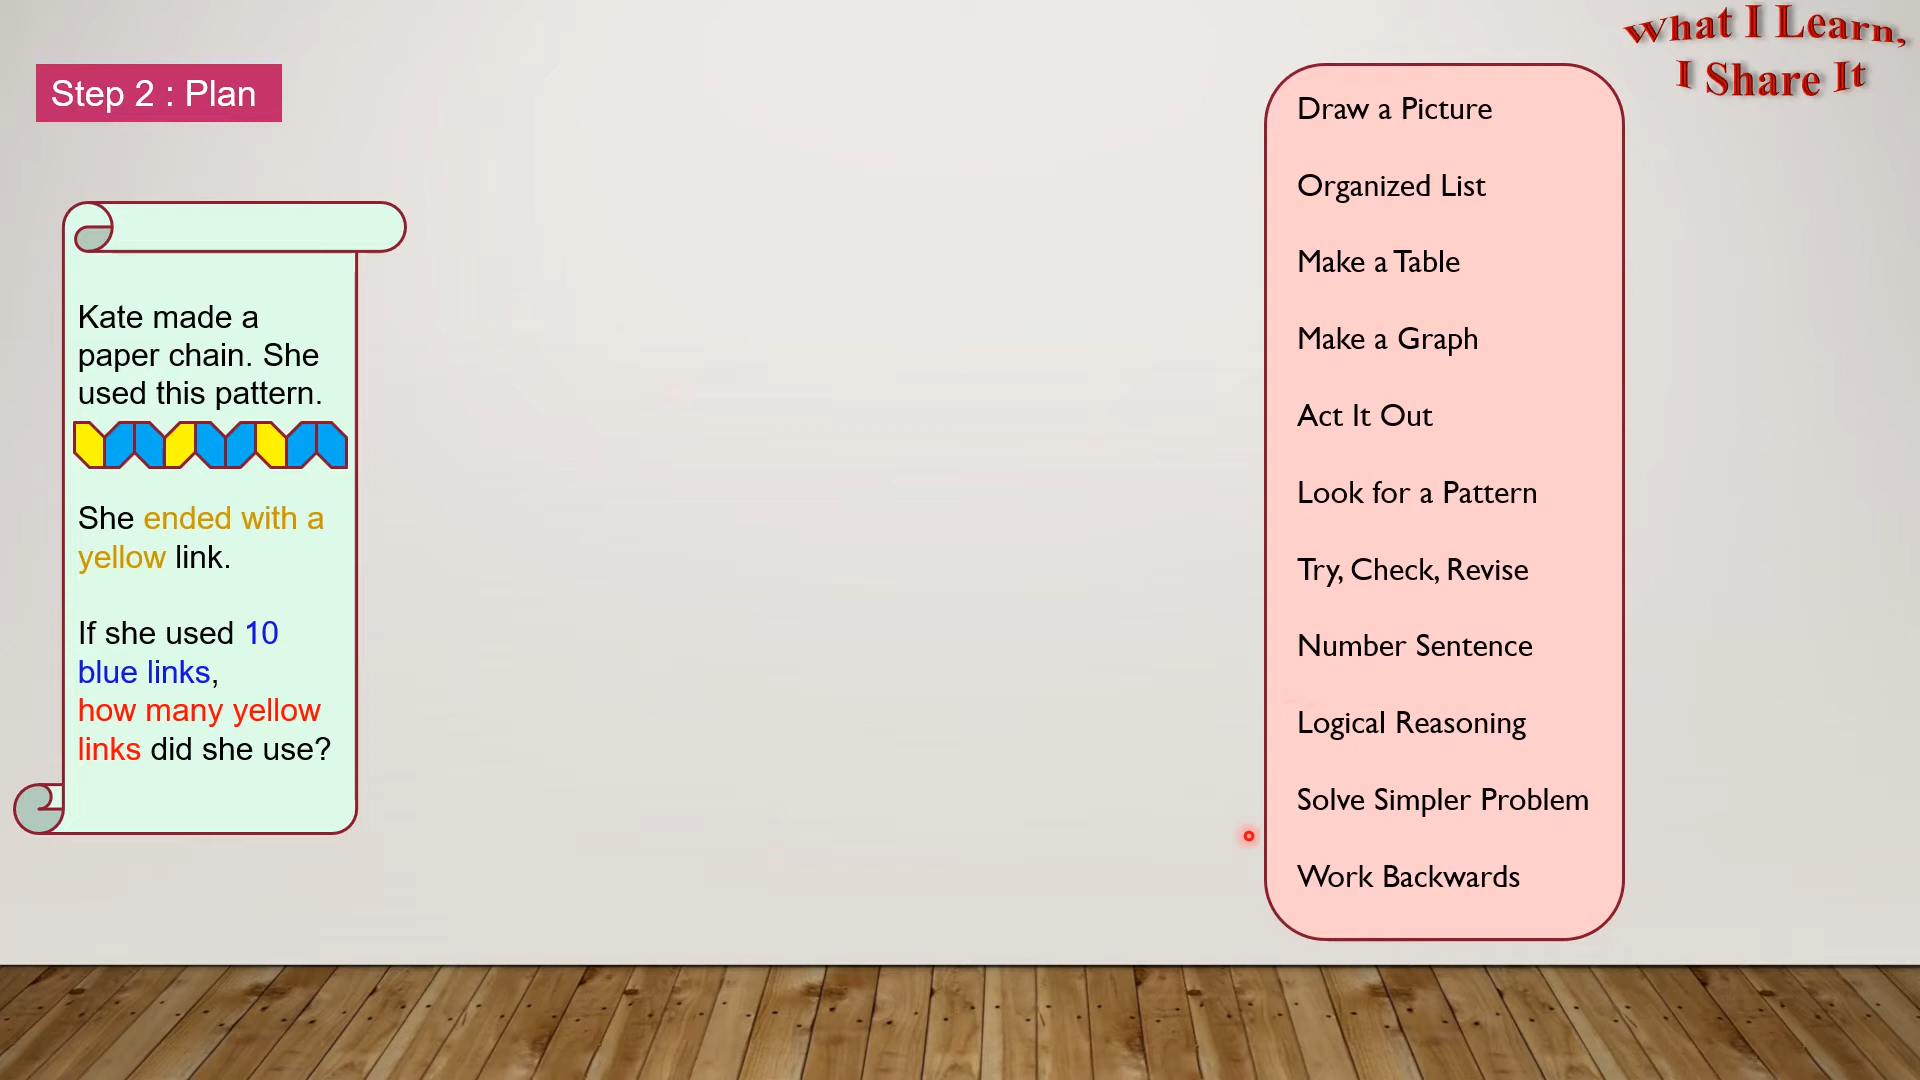 What I Learn,
I Share It
Step 2 : Plan
Kate made a
paper chain. She
used this pattern.
She ended with a
yellow link.
If she used 10
blue links,
how many yellow
links did she use?
Draw a Picture
Organized List
Make a Table
Make a Graph
Act It Out
Look for a Pattern
Try, Check, Revise
Number Sentence
Logical Reasoning
Solve Simpler Problem
Work Backwards